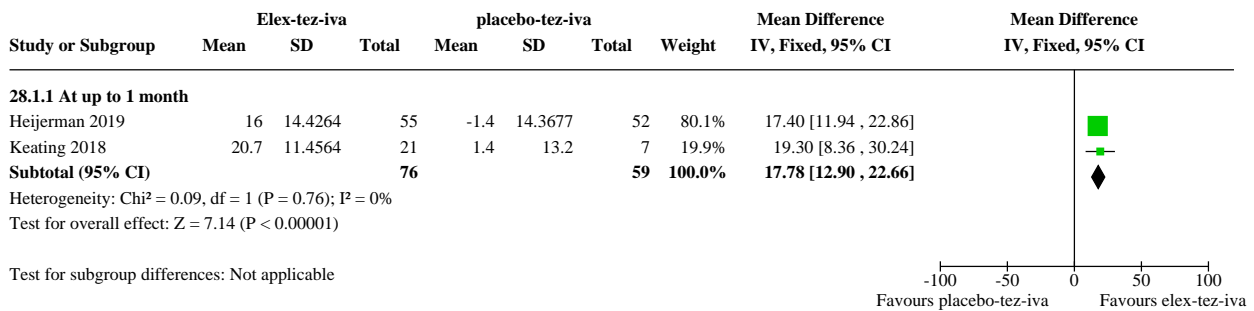 Elex-tez-iva placebo-tez-iva Mean Difference Mean Difference
Study or Subgroup Mean SD Total Mean SD Total Weight IV, Fixed, 95% CI IV, Fixed, 95% CI
28.1.1 At up to 1 month
Heijerman 2019 16 14.4264 55 -1.4 14.3677 52 80.1% 17.40 [11.94 , 22.86]
Keating 2018 20.7 11.4564 21 1.4 13.2 7 19.9% 19.30 [8.36 , 30.24]
Subtotal (95% CI) 76 59 100.0% 17.78 [12.90 , 22.66]
Heterogeneity: Chi² = 0.09, df = 1 (P = 0.76); I² = 0%
Test for overall effect: Z = 7.14 (P < 0.00001)
Test for subgroup differences: Not applicable
-100 -50 0 50 100
Favours placebo-tez-iva Favours elex-tez-iva